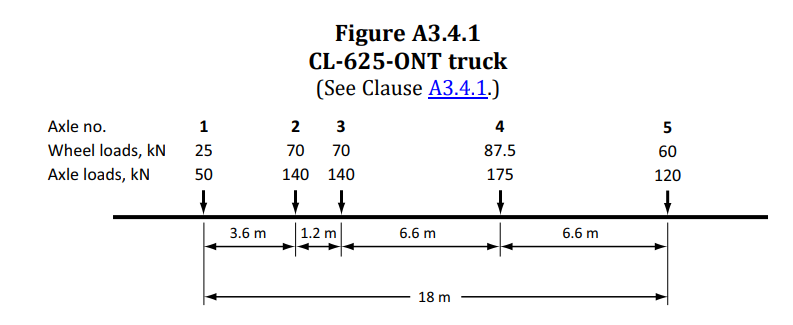 Figure A3.4.1
CL-625-ONT truck
(See Clause A3.4.1.)
Axle no. 1 2 3 4 5
Wheel loads, kN 25 70 70 87.5 60
Axle loads, kN 50 140 140 175 120
3.6 m 1.2 m 6.6 m 6.6 m
18 m